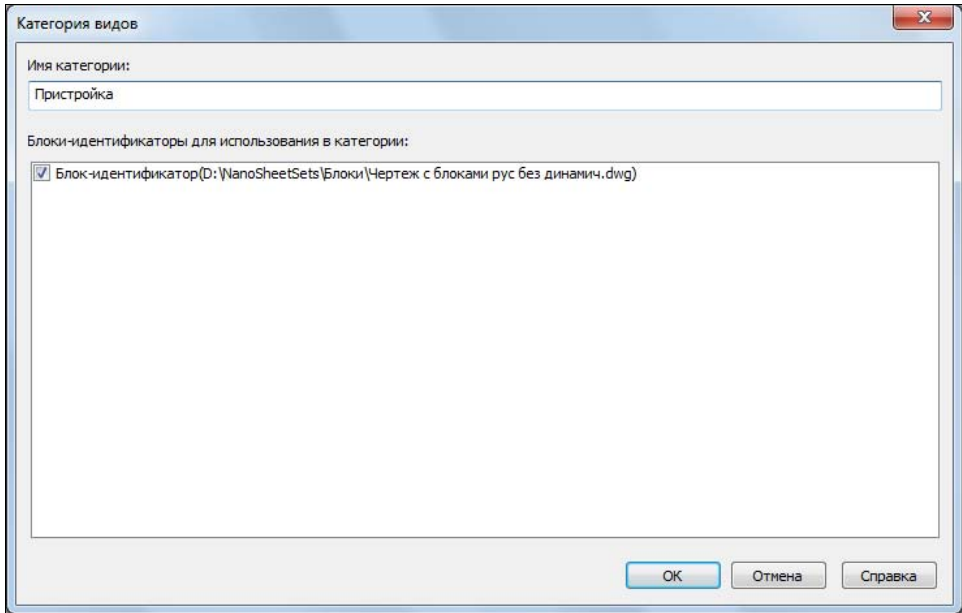 Категория видов
Имя категории:
Пристройка
Блоки-идентификаторы для использования в категории:
Блок-идентификатор(D:\NanoSheetSets\Блоки\Чертеж с блоками рус без динамич.dwg)
ОК Отмена Справка